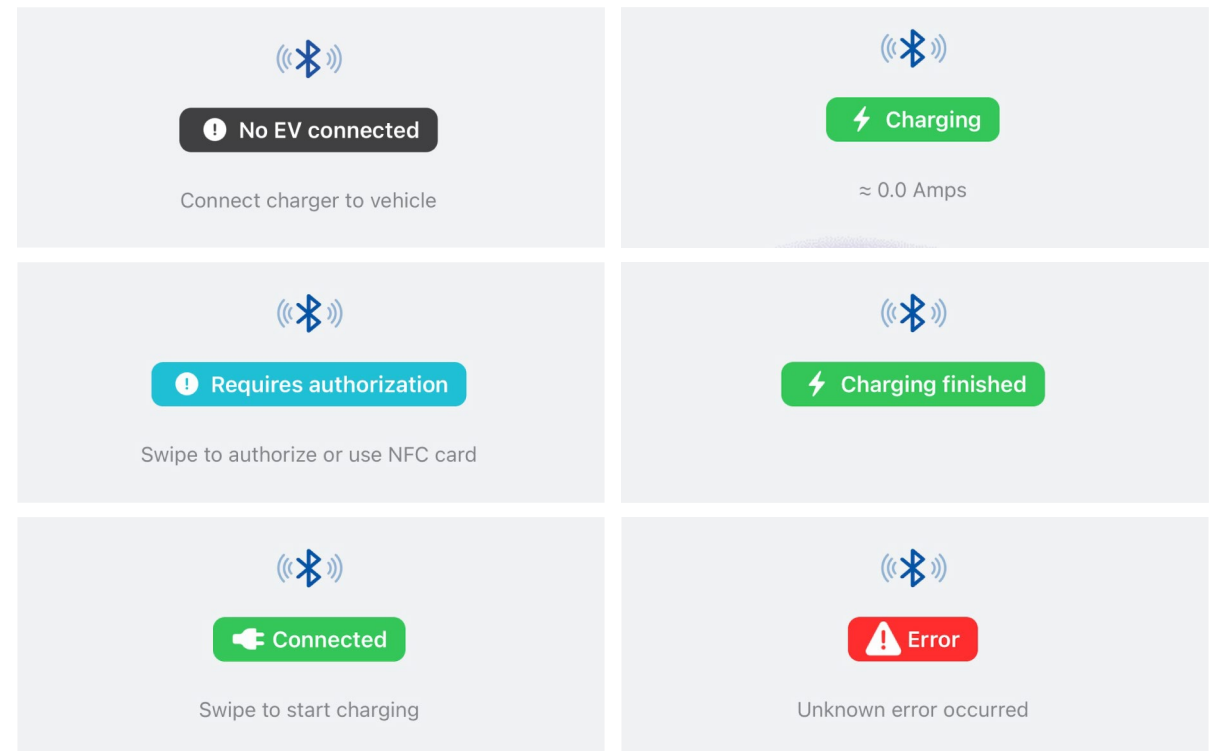 No EV connected
Connect charger to vehicle
Charging
≈ 0.0 Amps
Requires authorization
Swipe to authorize or use NFC card
Charging finished
Connected
Swipe to start charging
Error
Unknown error occurred